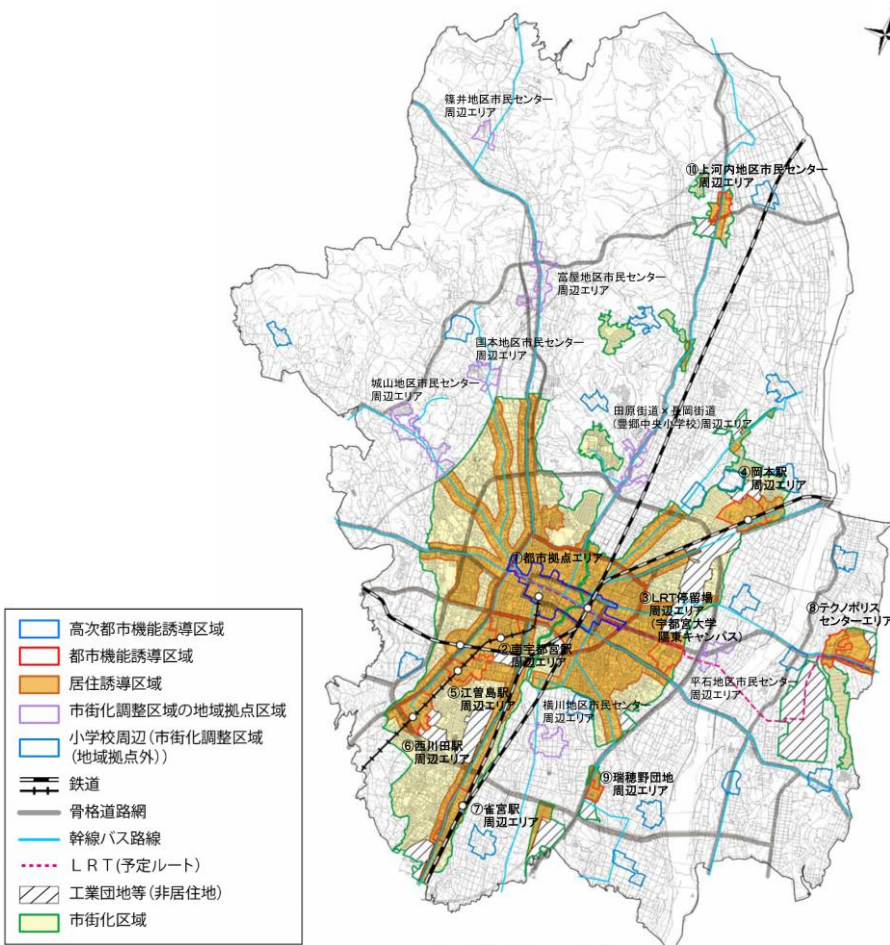 篠井地区市民センター
周辺エリア
⑩上河内地区市民センター
周辺エリア
富屋地区市民センター
周辺エリア
国本地区市民センター
周辺エリア
城山地区市民センター
周辺エリア
田原街道×長岡街道
(豊郷中央小学校)周辺エリア
④岡本駅
周辺エリア
①都市拠点エリア
③LRT停留場
周辺エリア
(宇都宮大学
陽東キャンパス)
⑧テクノポリス
センターエリア
②南宇都宮駅
周辺エリア
平石地区市民センター
周辺エリア
⑤江曽島駅
周辺エリア
横川地区市民センター
周辺エリア
⑥西川田駅
周辺エリア
⑨瑞穂野団地
周辺エリア
⑦雀宮駅
周辺エリア
高次都市機能誘導区域
都市機能誘導区域
居住誘導区域
市街化調整区域の地域拠点区域
小学校周辺(市街化調整区域
(地域拠点外))
鉄道
骨格道路網
幹線バス路線
LRT(予定ルート)
工業団地等(非居住地)
市街化区域